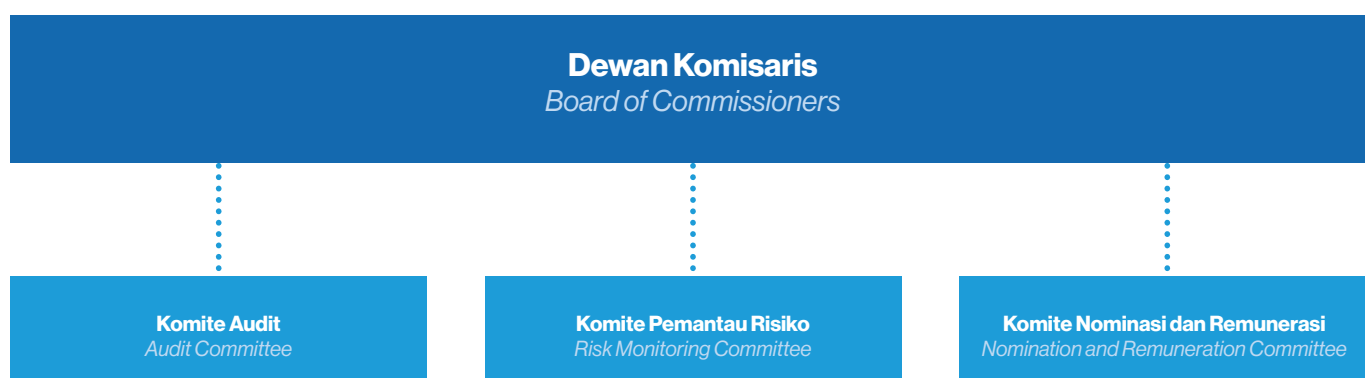 Dewan Komisaris
Board of Commissioners
Komite Audit
Audit Committee
Komite Pemantau Risiko
Risk Monitoring Committee
Komite Nominasi dan Remunerasi
Nomination and Remuneration Committee